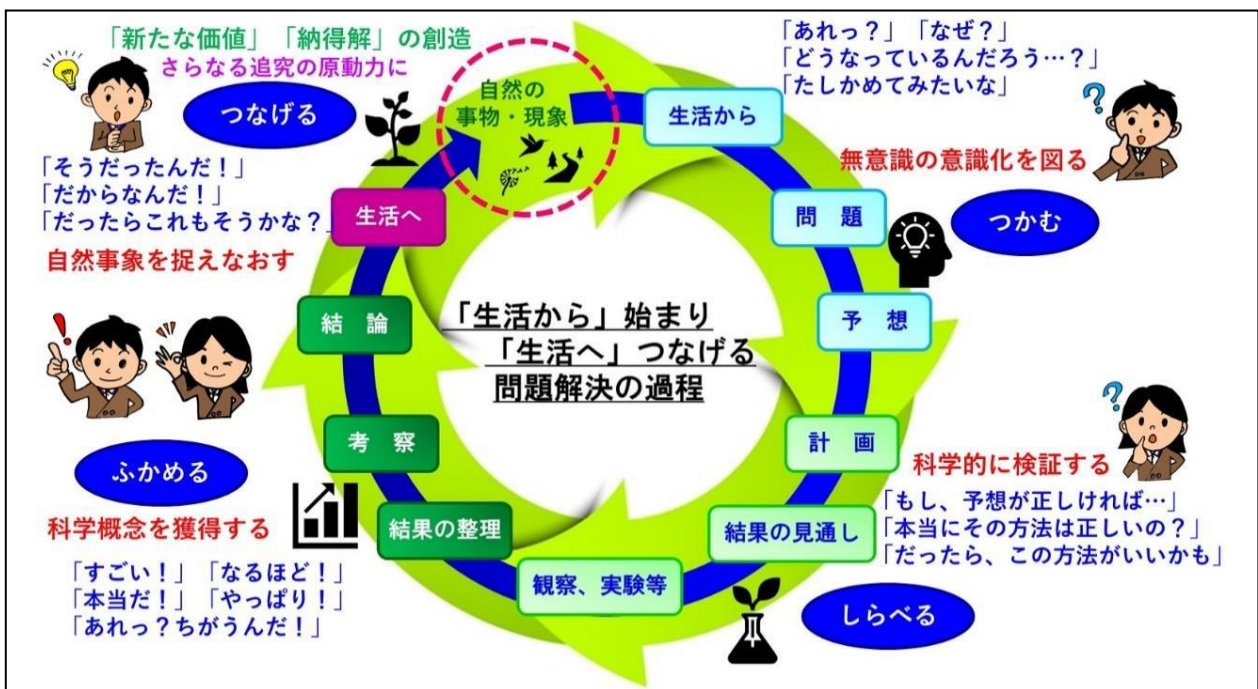 「新たな価値」「納得解」の創造
さらなる追究の原動力に
つなげる
「そうだったんだ！」
「だからなんだ！」
「だったらこれもそうかな？」
自然事象を捉えなおす
自然の
事物・現象
生活から
「あれっ？」「なぜ？」
「どうなっているんだろう…？」
「たしかめてみたいな」
無意識の意識化を図る
つかむ
問　題
予　想
計　画
科学的に検証する
「もし、予想が正しければ…」
「本当にその方法は正しいの？」
「だったら、この方法がいいかも」
結果の見通し
しらべる
観察、実験等
結果の整理
考　察
ふかめる
科学概念を獲得する
「すごい！」「なるほど！」
「本当だ！」「やっぱり！」
「あれっ？ちがうんだ！」
結　論
生活へ
「生活から」始まり
「生活へ」つなげる
問題解決の過程